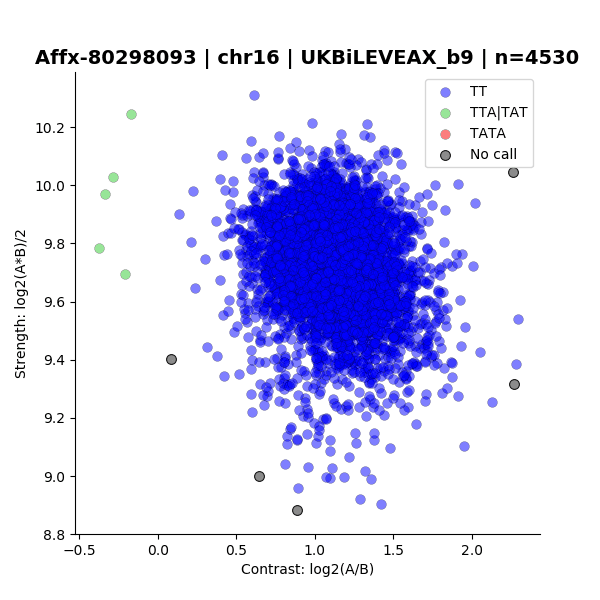 Affx-80298093 | chr16 | UKBiLEVEAX_b9 | n=4530
TT
TTA|TAT
TATA
No call
Strength: log2(A*B)/2
10.2
10.0
9.8
9.6
9.4
9.2
9.0
8.8
−0.5
0.0
0.5
1.0
1.5
2.0
Contrast: log2(A/B)